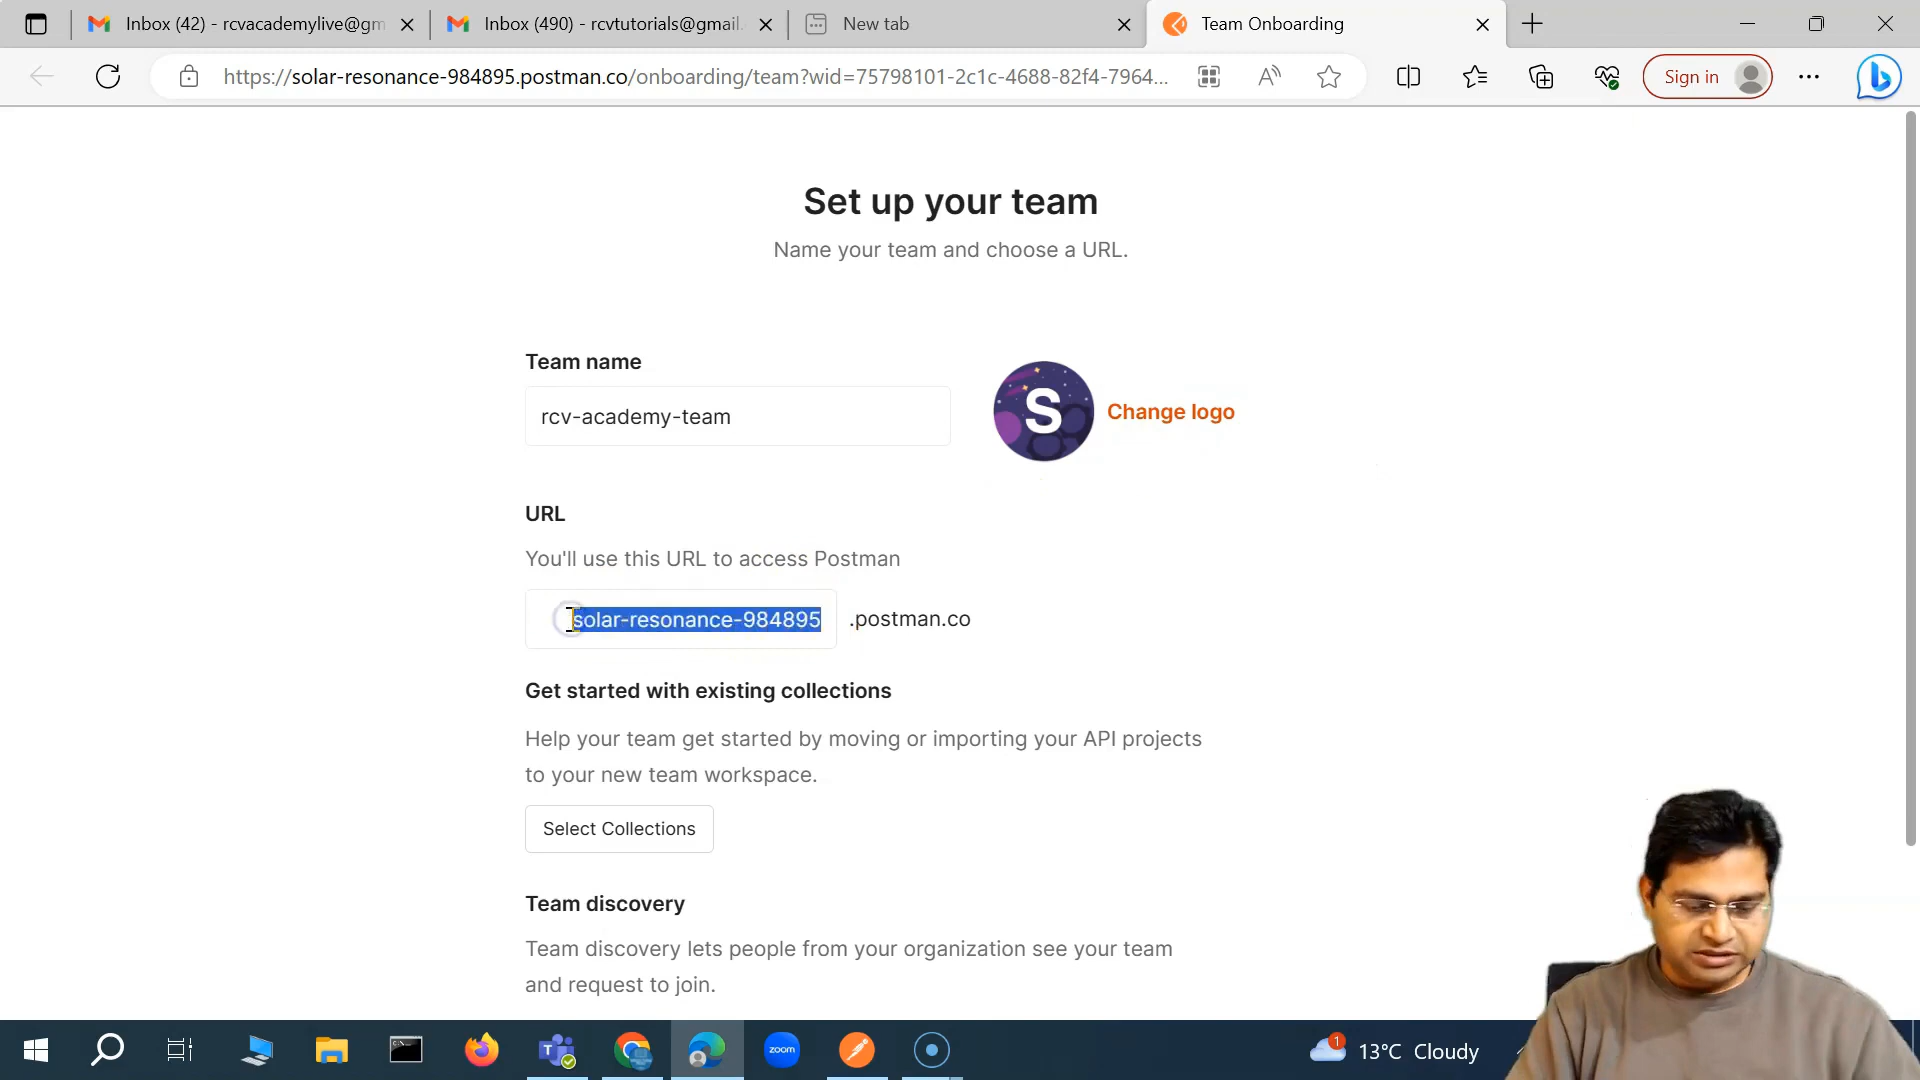 Inbox (42) - rcvacademylive@gm
Inbox (490) - rcvtutorials@gmail.
New tab
Team Onboarding
https://solar-resonance-984895.postman.co/onboarding/team?wid=75798101-2c1c-4688-82f4-7964...
Sign in
Set up your team
Name your team and choose a URL.
Team name
rcv-academy-team
S
Change logo
URL
You'll use this URL to access Postman
solar-resonance-984895
.postman.co
Get started with existing collections
Help your team get started by moving or importing your API projects
to your new team workspace.
Select Collections
Team discovery
Team discovery lets people from your organization see your team
and request to join.
zoom
1
13°C Cloudy